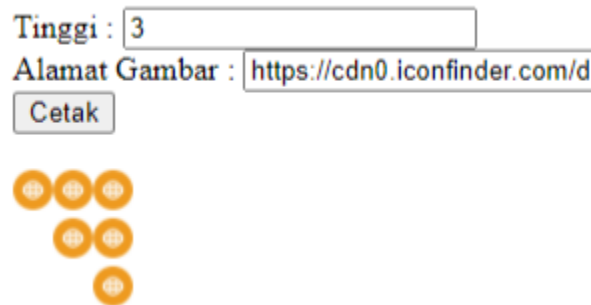 Tinggi : 3
Alamat Gambar : https://cdn0.iconfinder.com/d
Cetak